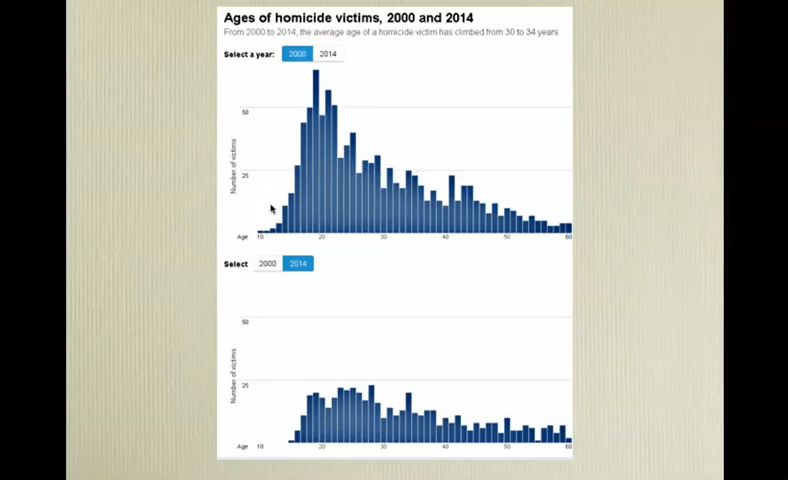 Ages of homicide victims, 2000 and 2014
From 2000 to 2014, the average age of a homicide victim has climbed from 30 to 34 years.
Select a year: 2000 2014
50
25
Number of victims
Age 10 20 30 40 50 60
Select 2000 2014
50
25
Number of victims
Age 10 20 30 40 50 60